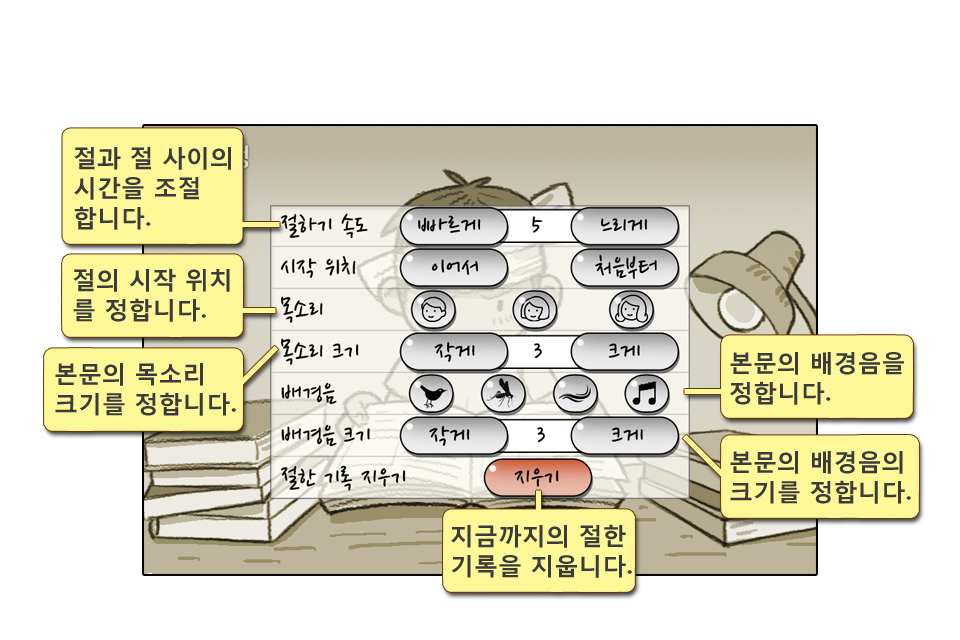 절과 절 사이의
시간을 조절
합니다.
절의 시작 위치
를 정합니다.
본문의 목소리
크기를 정합니다.
절하기 속도 빠르게 5 느리게
시작 위치 이어서 처음부터
목소리
목소리 크기 작게 3 크게
배경음
배경음 크기 작게 3 크게
절한 기록 지우기 지우기
본문의 배경음을
정합니다.
본문의 배경음의
크기를 정합니다.
지금까지의 절한
기록을 지웁니다.